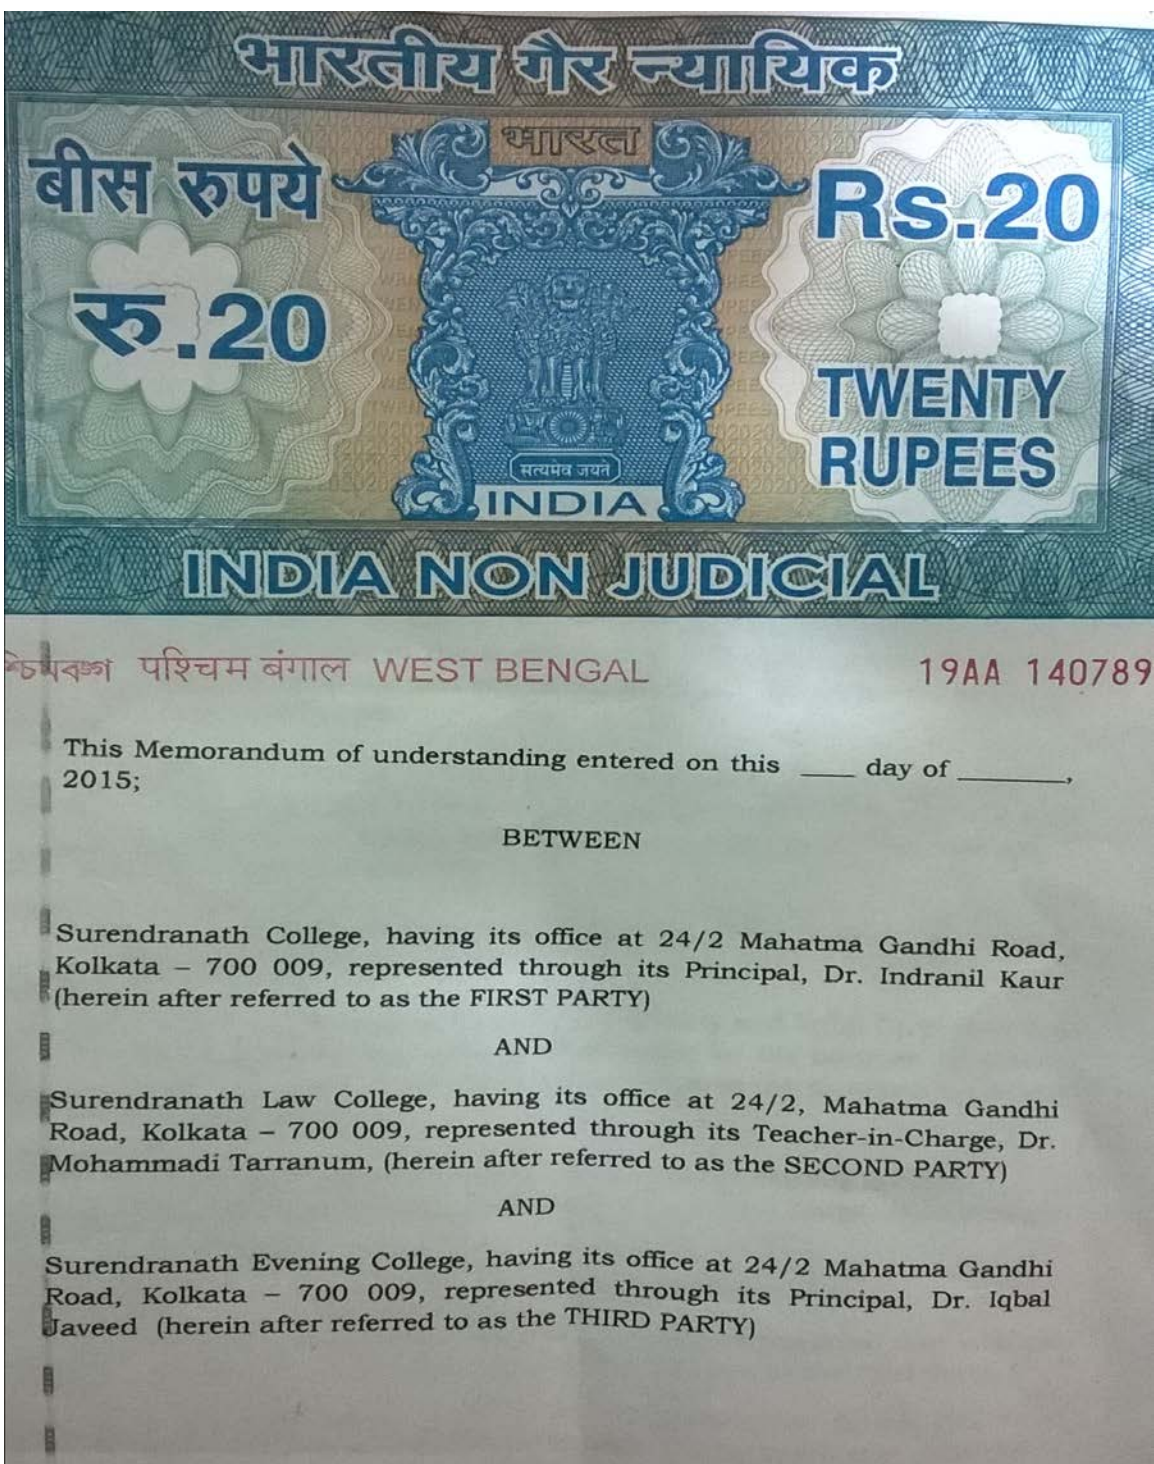 भारतीय गैर न्यायिक
भारत
बीस रुपये
रु.20
Rs.20
TWENTY
RUPEES
सत्यमेव जयते
INDIA
INDIA NON JUDICIAL
पश्चिम बंगाल WEST BENGAL 19AA 140789
This Memorandum of understanding entered on this ____ day of ________,
2015;
BETWEEN
Surendranath College, having its office at 24/2 Mahatma Gandhi Road,
Kolkata – 700 009, represented through its Principal, Dr. Indranil Kaur
(herein after referred to as the FIRST PARTY)
AND
Surendranath Law College, having its office at 24/2, Mahatma Gandhi
Road, Kolkata – 700 009, represented through its Teacher-in-Charge, Dr.
Mohammadi Tarranum, (herein after referred to as the SECOND PARTY)
AND
Surendranath Evening College, having its office at 24/2 Mahatma Gandhi
Road, Kolkata – 700 009, represented through its Principal, Dr. Iqbal
Javeed (herein after referred to as the THIRD PARTY)